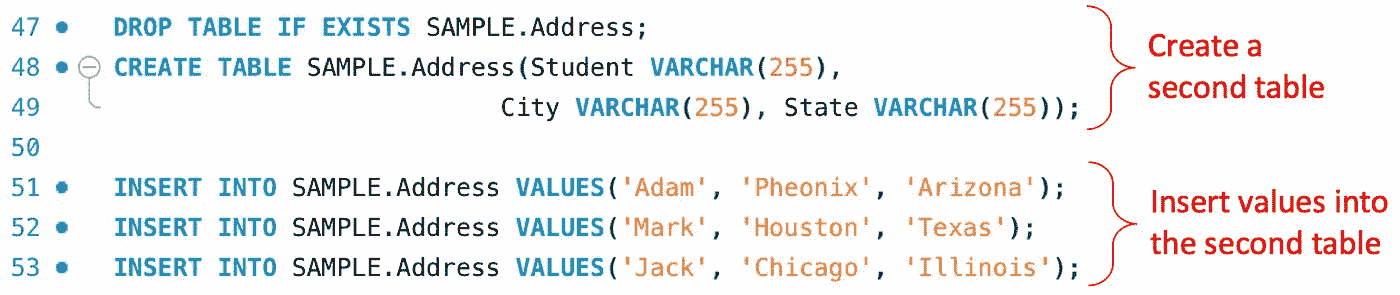 47 DROP TABLE IF EXISTS SAMPLE.Address;
48 CREATE TABLE SAMPLE.Address(Student VARCHAR(255),
49 City VARCHAR(255), State VARCHAR(255));
Create a
second table
50
51 INSERT INTO SAMPLE.Address VALUES('Adam', 'Pheonix', 'Arizona');
52 INSERT INTO SAMPLE.Address VALUES('Mark', 'Houston', 'Texas');
53 INSERT INTO SAMPLE.Address VALUES('Jack', 'Chicago', 'Illinois');
Insert values into
the second table